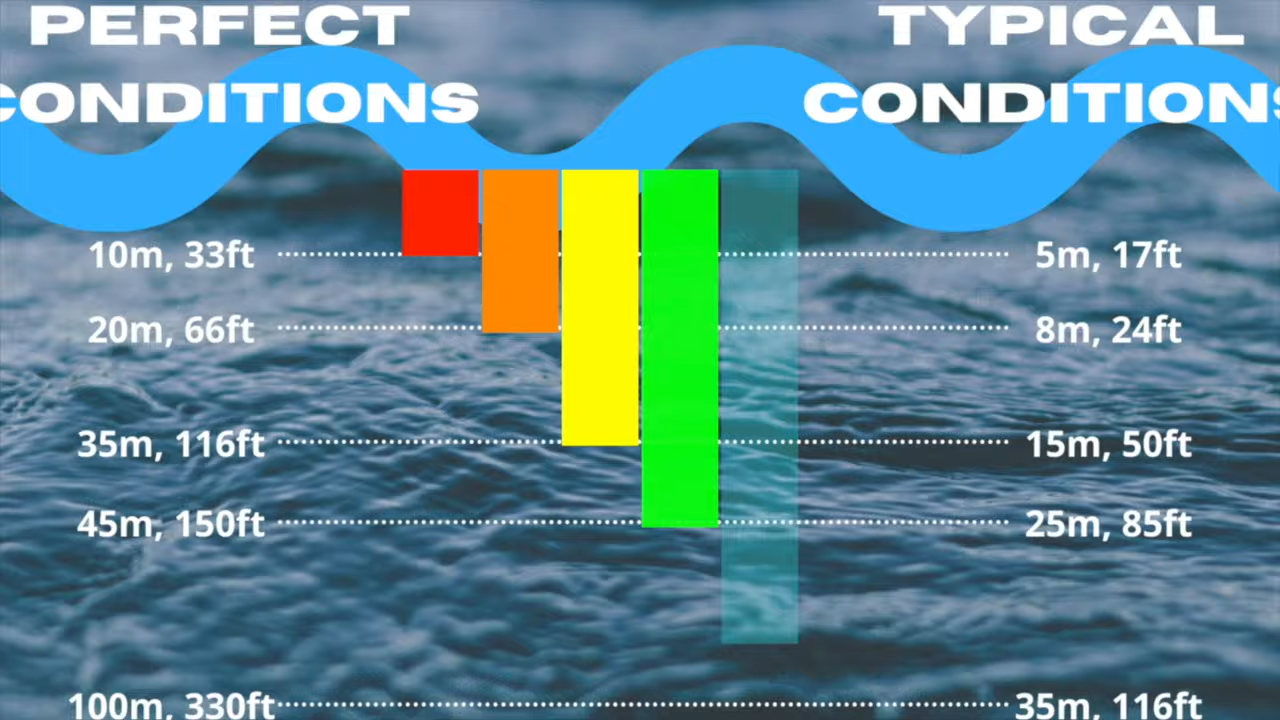 PERFECT
CONDITIONS
TYPICAL
CONDITIONS
10m, 33ft
5m, 17ft
20m, 66ft
8m, 24ft
35m, 116ft
15m, 50ft
45m, 150ft
25m, 85ft
100m, 330ft
35m, 116ft